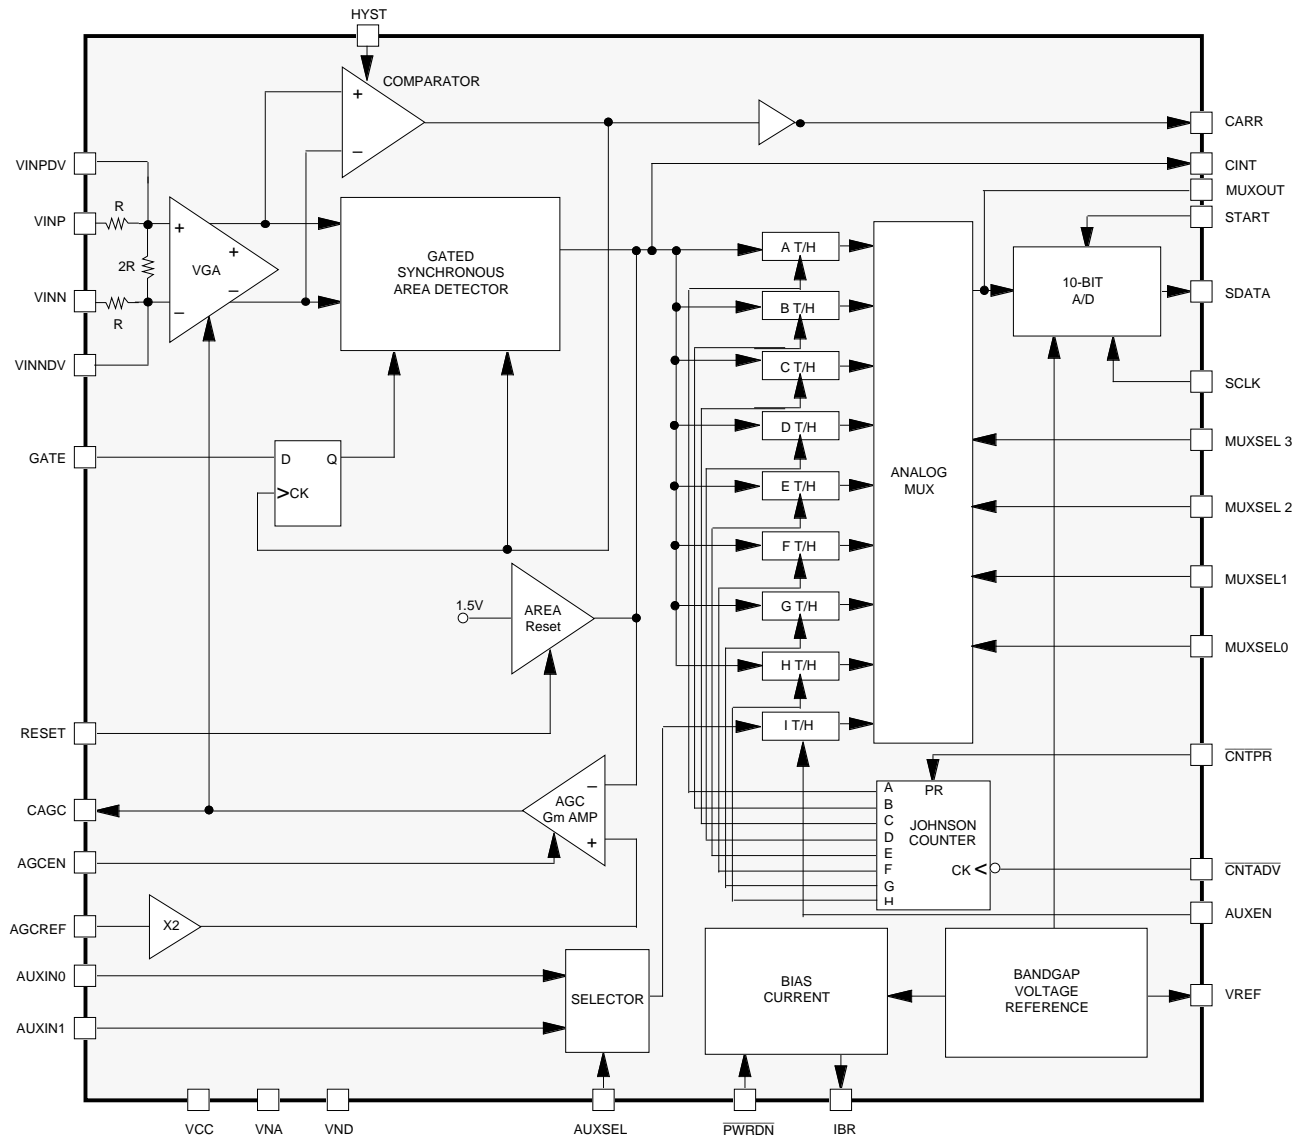 HYST
COMPARATOR
+
−
CARR
CINT
MUXOUT
START
VINPDV
VINP
R
2R
VINN
R
VINNDV
+
+
VGA
−
−
GATED
SYNCHRONOUS
AREA DETECTOR
A T/H
B T/H
C T/H
D T/H
E T/H
F T/H
G T/H
H T/H
I T/H
ANALOG
MUX
10-BIT
A/D
SDATA
SCLK
MUXSEL 3
MUXSEL 2
MUXSEL1
MUXSEL0
GATE
D Q
>CK
1.5V
AREA
Reset
RESET
CAGC
−
AGC
Gm AMP
+
AGCEN
AGCREF
X2
AUXIN0
AUXIN1
SELECTOR
A
B
C
D
E
F
G
H
PR
JOHNSON
COUNTER
CK <
CNTPR
CNTADV
AUXEN
BIAS
CURRENT
BANDGAP
VOLTAGE
REFERENCE
VREF
VCC
VNA
VND
AUXSEL
PWRDN
IBR